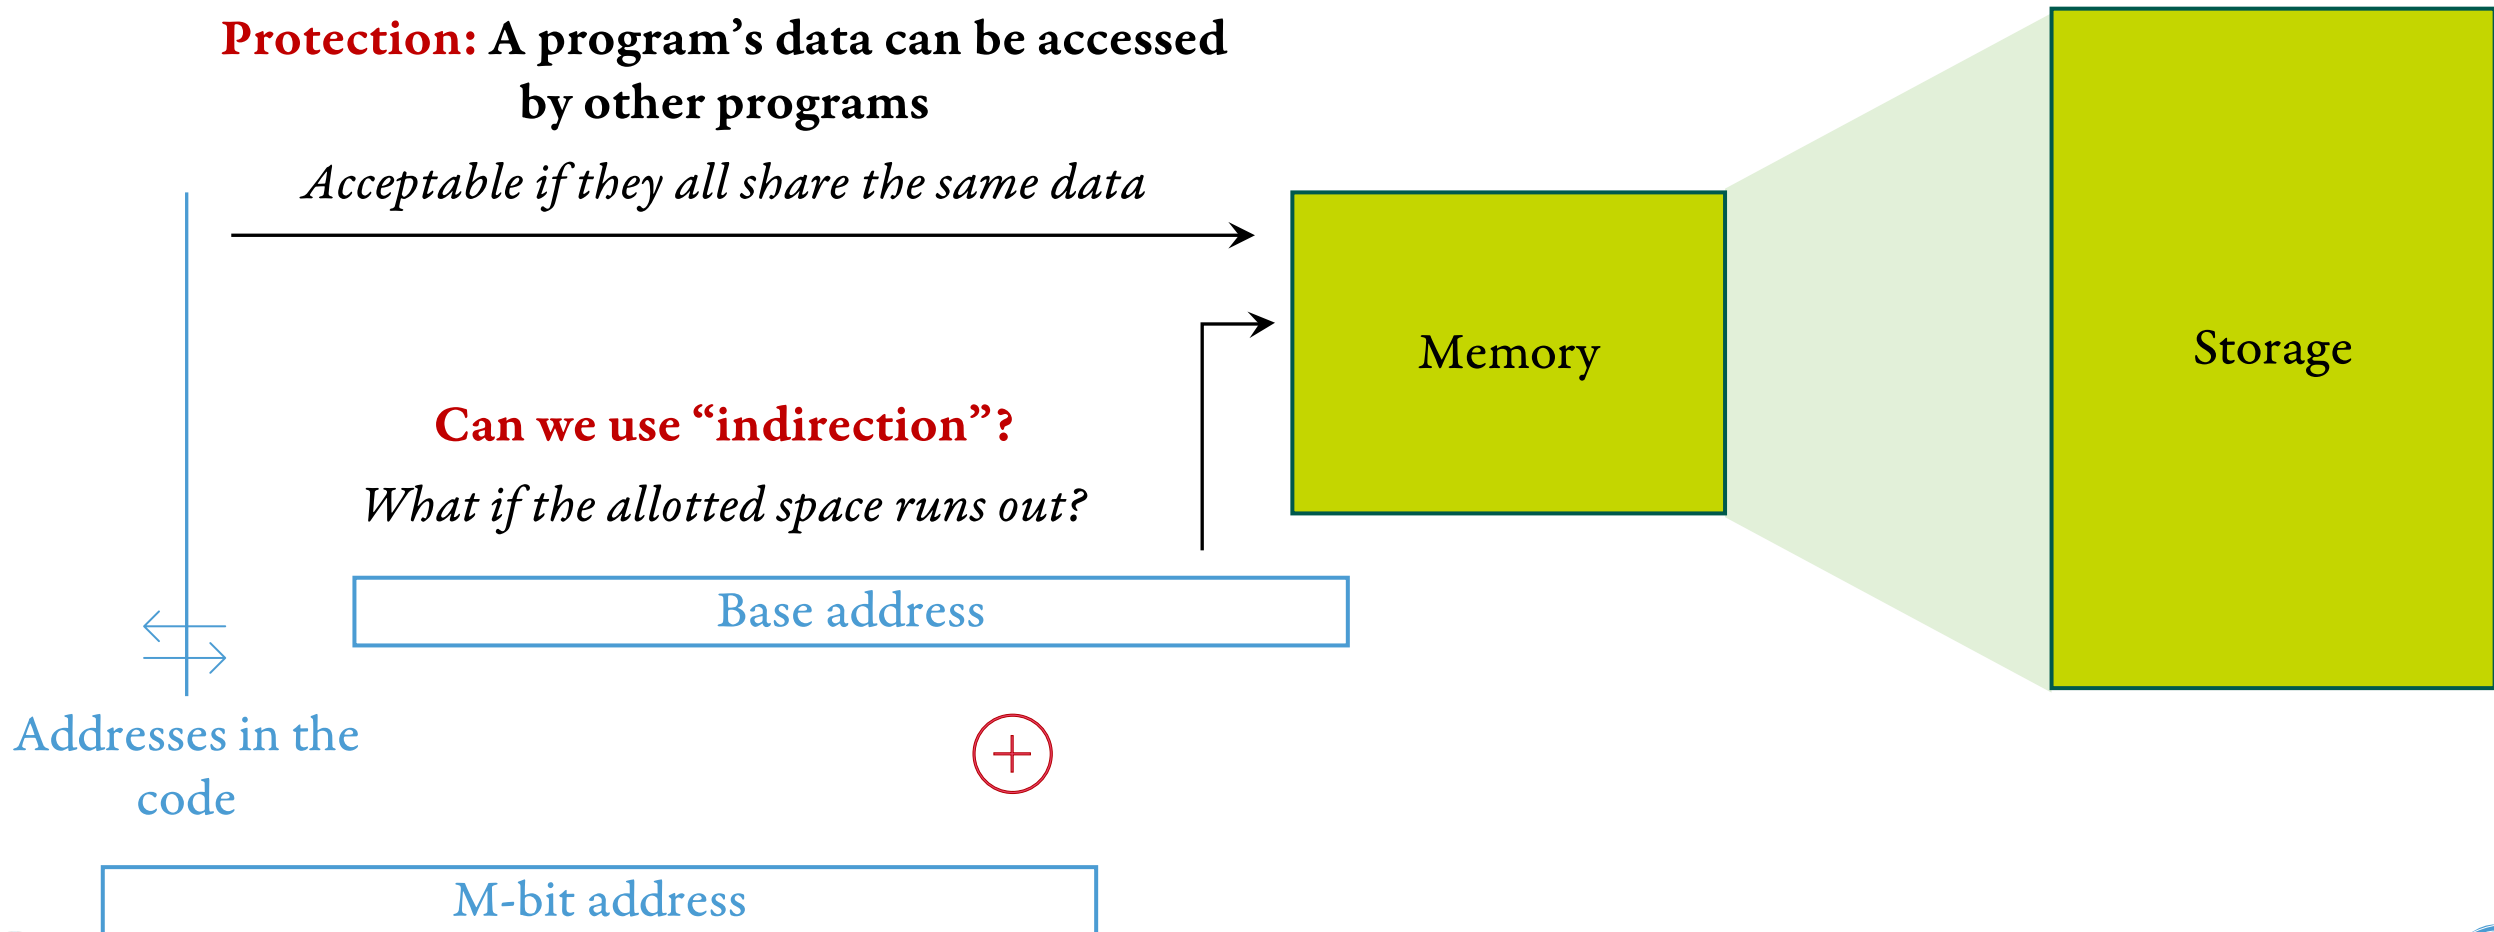 Protection: A program’s data can be accessed
by other programs
Acceptable if they all share the same data
Memory
Storage
Can we use “indirection”?
What if the allotted space runs out?
Base address
Addresses in the
code
M-bit address